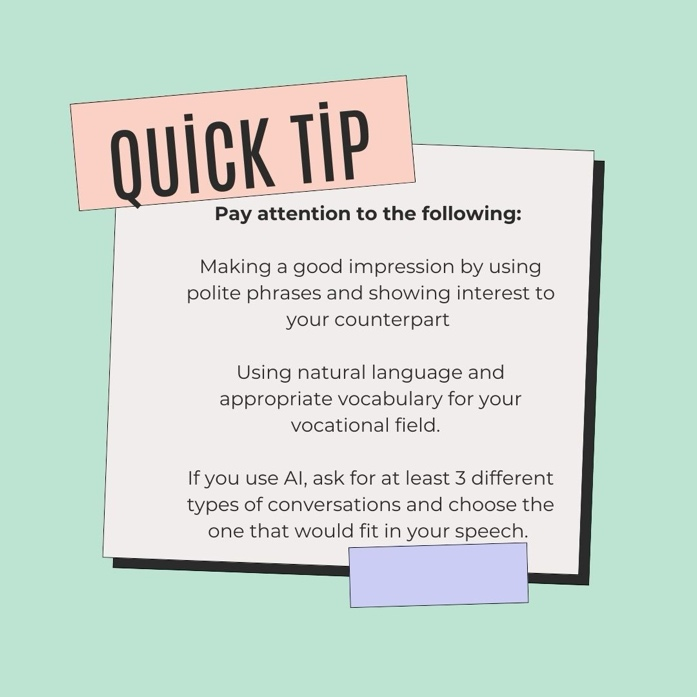 QUİCK TİP
Pay attention to the following:
Making a good impression by using
polite phrases and showing interest to
your counterpart
Using natural language and
appropriate vocabulary for your
vocational field.
If you use AI, ask for at least 3 different
types of conversations and choose the
one that would fit in your speech.